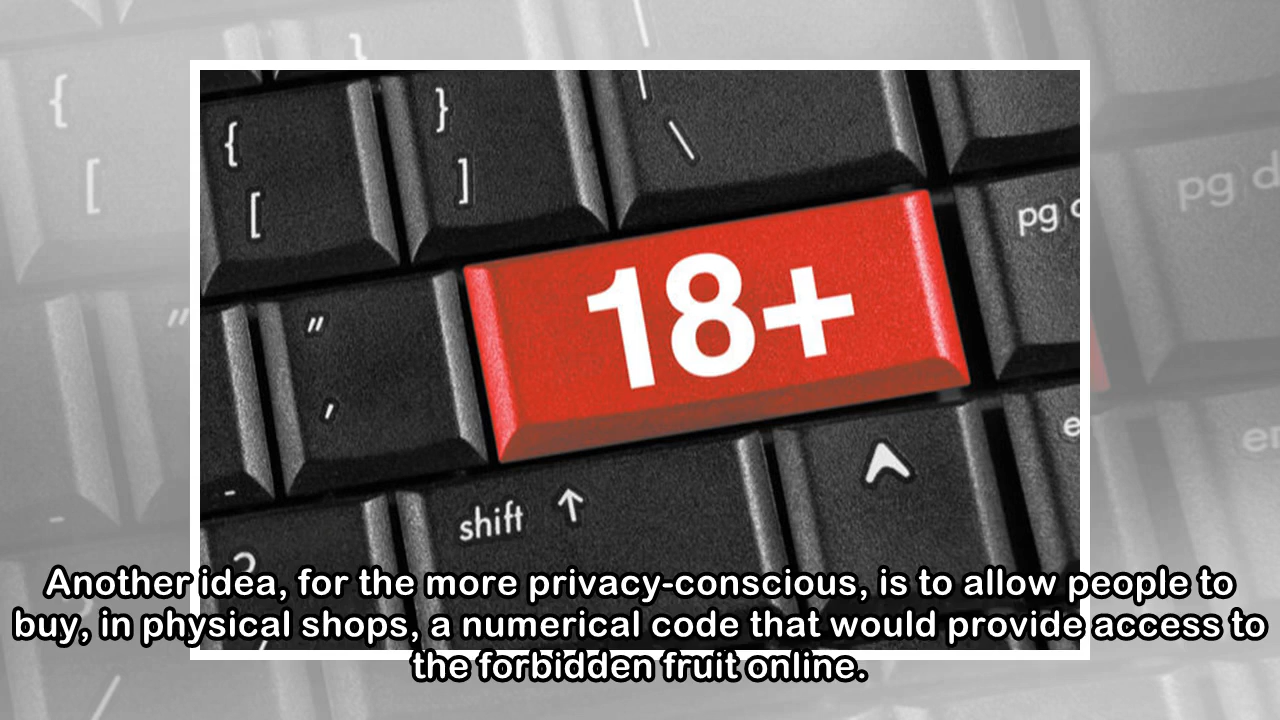 {
[
{
[
}
]
\
pg d
"
'
18+
pg d
shift ↑
?
Another idea, for the more privacy-conscious, is to allow people to
buy, in physical shops, a numerical code that would provide access to
the forbidden fruit online.